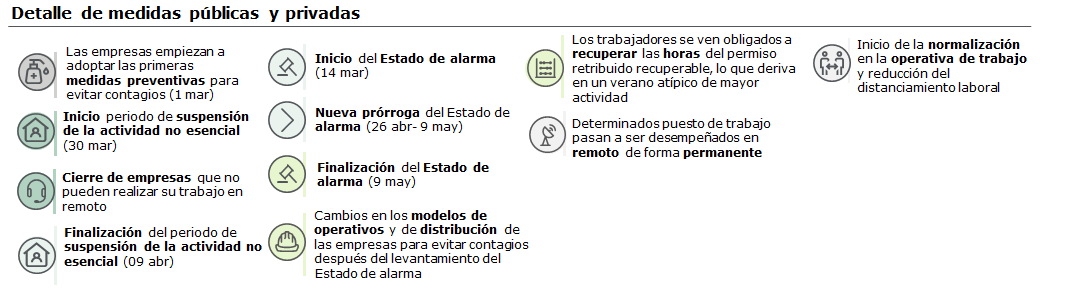 Detalle de medidas públicas y privadas
Las empresas empiezan a
adoptar las primeras
medidas preventivas para
evitar contagios (1 mar)
Inicio periodo de suspensión
de la actividad no esencial
(30 mar)
Cierre de empresas que no
pueden realizar su trabajo en
remoto
Finalización del periodo de
suspensión de la actividad no
esencial (09 abr)
Inicio del Estado de alarma
(14 mar)
Nueva prórroga del Estado de
alarma (26 abr- 9 may)
Finalización del Estado de
alarma (9 may)
Cambios en los modelos de
operativos y de distribución de
las empresas para evitar contagios
después del levantamiento del
Estado de alarma
Los trabajadores se ven obligados a
recuperar las horas del permiso
retribuido recuperable, lo que deriva
en un verano atípico de mayor
actividad
Determinados puesto de trabajo
pasan a ser desempeñados en
remoto de forma permanente
Inicio de la normalización
en la operativa de trabajo
y reducción del
distanciamiento laboral